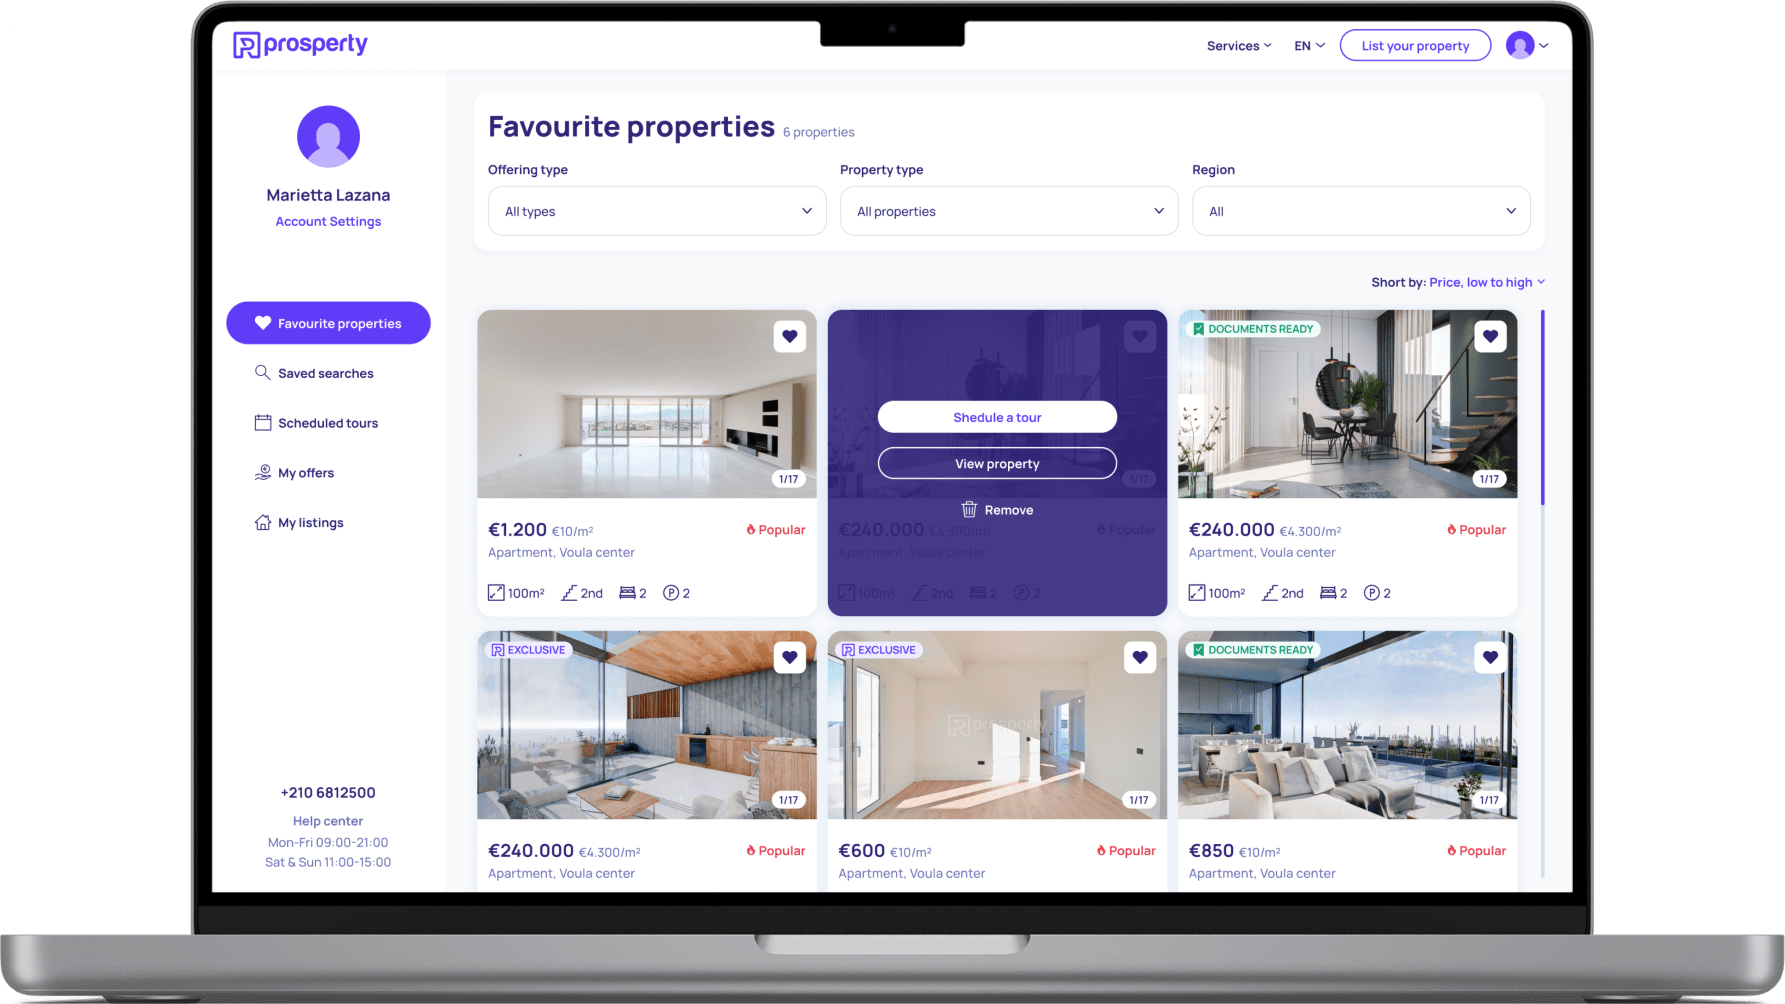 prosperty
Services
EN
List your property
Marietta Lazana
Account Settings
Favourite properties
Saved searches
Scheduled tours
My offers
My listings
+210 6812500
Help center
Mon-Fri 09:00-21:00
Sat & Sun 11:00-15:00
Favourite properties 6 properties
Offering type
All types
Property type
All properties
Region
All
Short by: Price, low to high
1/17
€1.200 €10/m²
Popular
Apartment, Voula center
100m² 2nd 2 2
Shedule a tour
View property
Remove
1/17
€240.000 €4.300/m²
Popular
Apartment, Voula center
100m² 2nd 2 2
DOCUMENTS READY
1/17
€240.000 €4.300/m²
Popular
Apartment, Voula center
100m² 2nd 2 2
EXCLUSIVE
1/17
€240.000 €4.300/m²
Popular
Apartment, Voula center
EXCLUSIVE
prosperty
1/17
€600 €10/m²
Popular
Apartment, Voula center
DOCUMENTS READY
1/17
€850 €10/m²
Popular
Apartment, Voula center